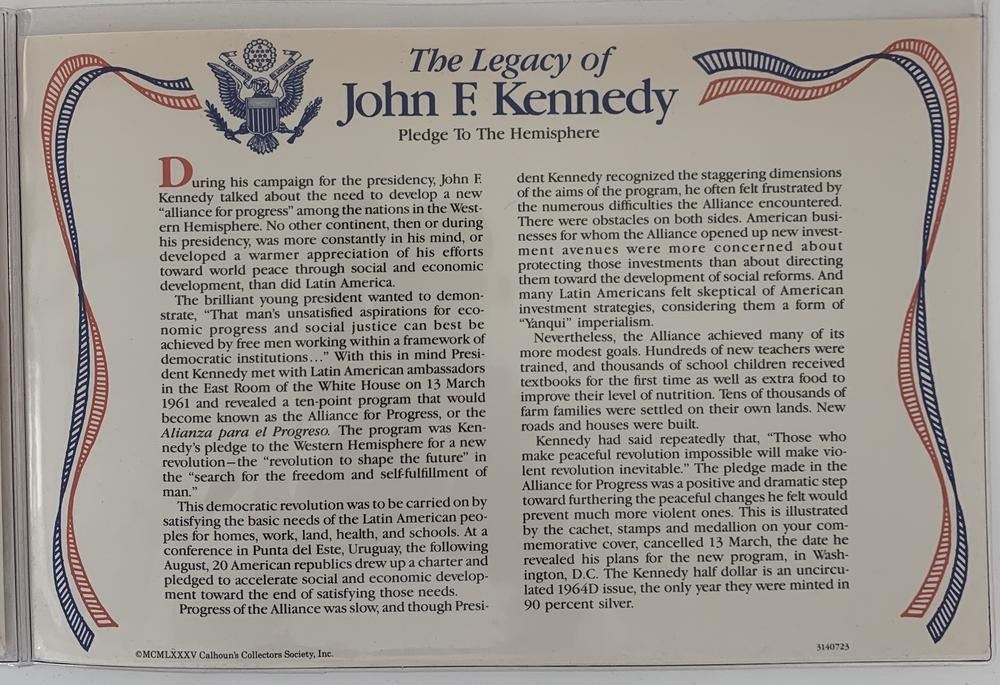 The Legacy of
John F. Kennedy
Pledge To The Hemisphere
During his campaign for the presidency, John F.
Kennedy talked about the need to develop a new
“alliance for progress” among the nations in the West-
ern Hemisphere. No other continent, then or during
his presidency, was more constantly in his mind, or
developed a warmer appreciation of his efforts
toward world peace through social and economic
development, than did Latin America.
The brilliant young president wanted to demon-
strate, “That man's unsatisfied aspirations for eco-
nomic progress and social justice can best be
achieved by free men working within a framework of
democratic institutions...” With this in mind Presi-
dent Kennedy met with Latin American ambassadors
in the East Room of the White House on 13 March
1961 and revealed a ten-point program that would
become known as the Alliance for Progress, or the
Alianza para el Progreso. The program was Ken-
nedy's pledge to the Western Hemisphere for a new
revolution—the “revolution to shape the future” in
the “search for the freedom and self-fulfillment of
man.”
This democratic revolution was to be carried on by
satisfying the basic needs of the Latin American peo-
ples for homes, work, land, health, and schools. At a
conference in Punta del Este, Uruguay, the following
August, 20 American republics drew up a charter and
pledged to accelerate social and economic develop-
ment toward the end of satisfying those needs.
Progress of the Alliance was slow, and though Presi-
dent Kennedy recognized the staggering dimensions
of the aims of the program, he often felt frustrated by
the numerous difficulties the Alliance encountered.
There were obstacles on both sides. American busi-
nesses for whom the Alliance opened up new invest-
ment avenues were more concerned about
protecting those investments than about directing
them toward the development of social reforms. And
many Latin Americans felt skeptical of American
investment strategies, considering them a form of
“Yanqui” imperialism.
Nevertheless, the Alliance achieved many of its
more modest goals. Hundreds of new teachers were
trained, and thousands of school children received
textbooks for the first time as well as extra food to
improve their level of nutrition. Tens of thousands of
farm families were settled on their own lands. New
roads and houses were built.
Kennedy had said repeatedly that, “Those who
make peaceful revolution impossible will make vio-
lent revolution inevitable.” The pledge made in the
Alliance for Progress was a positive and dramatic step
toward furthering the peaceful changes he felt would
prevent much more violent ones. This is illustrated
by the cachet, stamps and medallion on your com-
memorative cover, cancelled 13 March, the date he
revealed his plans for the new program, in Wash-
ington, D.C. The Kennedy half dollar is an uncircu-
lated 1964D issue, the only year they were minted in
90 percent silver.
©MCMLXXXV Calhoun's Collectors Society, Inc.
3140723